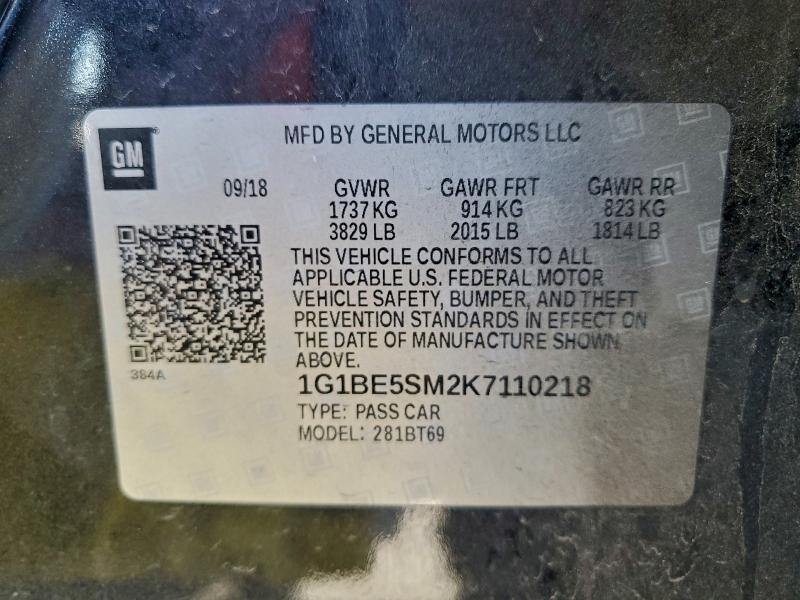 GM
MFD BY GENERAL MOTORS LLC
09/18 GVWR GAWR FRT GAWR RR
1737 KG 914 KG 823 KG
3829 LB 2015 LB 1814 LB
THIS VEHICLE CONFORMS TO ALL
APPLICABLE U.S. FEDERAL MOTOR
VEHICLE SAFETY, BUMPER, AND THEFT
PREVENTION STANDARDS IN EFFECT ON
THE DATE OF MANUFACTURE SHOWN
ABOVE.
384A
1G1BE5SM2K7110218
TYPE: PASS CAR
MODEL: 281BT69